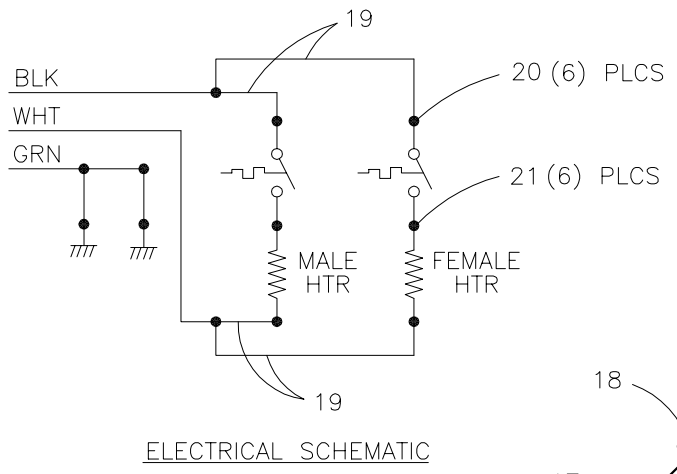 19
BLK
20 (6) PLCS
WHT
GRN
21 (6) PLCS
MALE
HTR
FEMALE
HTR
18
19
ELECTRICAL SCHEMATIC